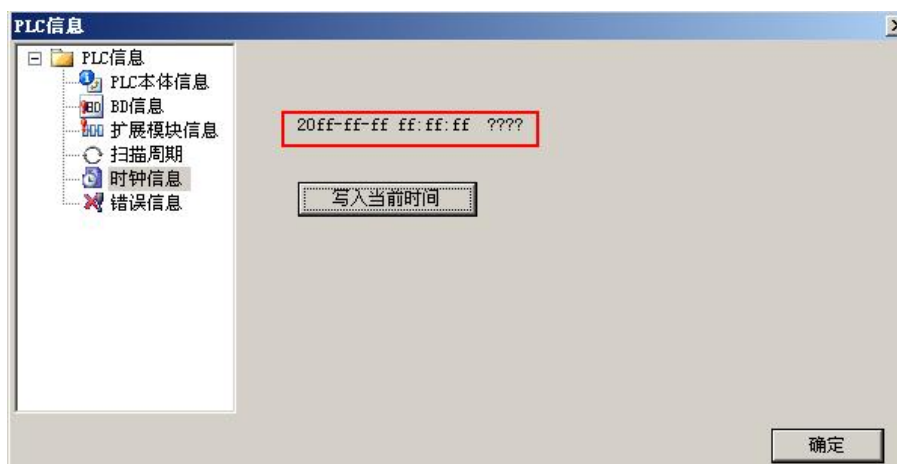 PLC信息
PLC信息
PLC本体信息
BD信息
扩展模块信息
扫描周期
时钟信息
错误信息
20ff-ff-ff ff:ff:ff ????
写入当前时间
确定